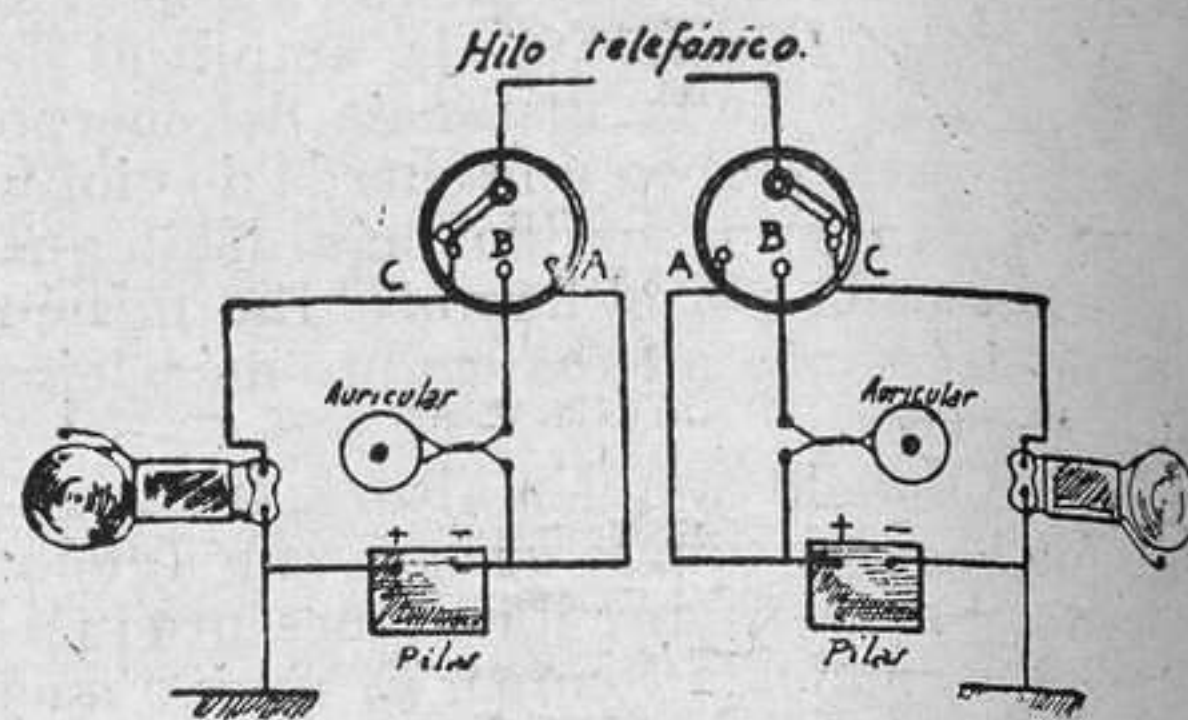 Hilo telefónico.
B B
C A A C
Auricular Auricular
+ - + -
Pilas Pilas